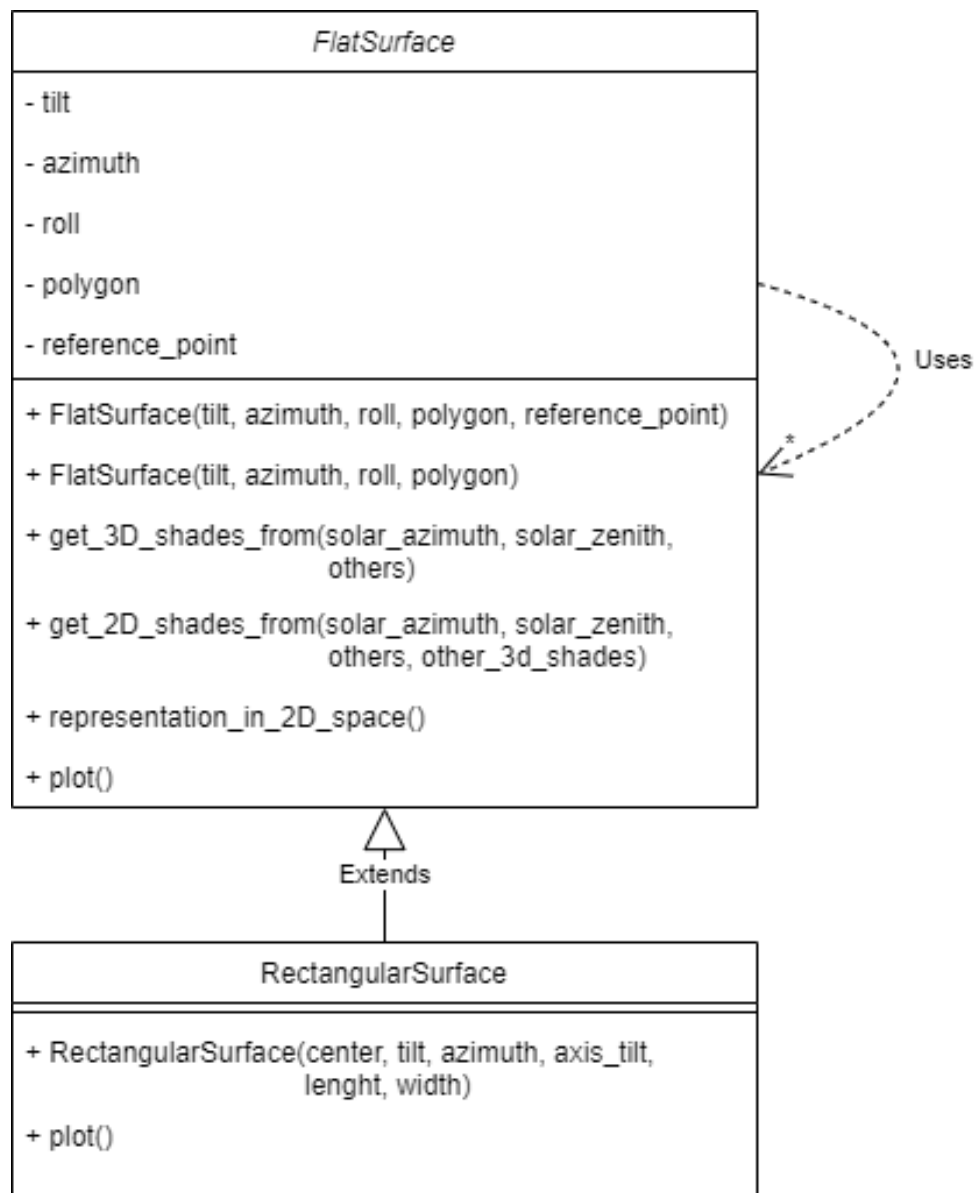 FlatSurface
- tilt
- azimuth
- roll
- polygon
- reference_point
Uses
*
+ FlatSurface(tilt, azimuth, roll, polygon, reference_point)
+ FlatSurface(tilt, azimuth, roll, polygon)
+ get_3D_shades_from(solar_azimuth, solar_zenith,
others)
+ get_2D_shades_from(solar_azimuth, solar_zenith,
others, other_3d_shades)
+ representation_in_2D_space()
+ plot()
Extends
RectangularSurface
+ RectangularSurface(center, tilt, azimuth, axis_tilt,
lenght, width)
+ plot()